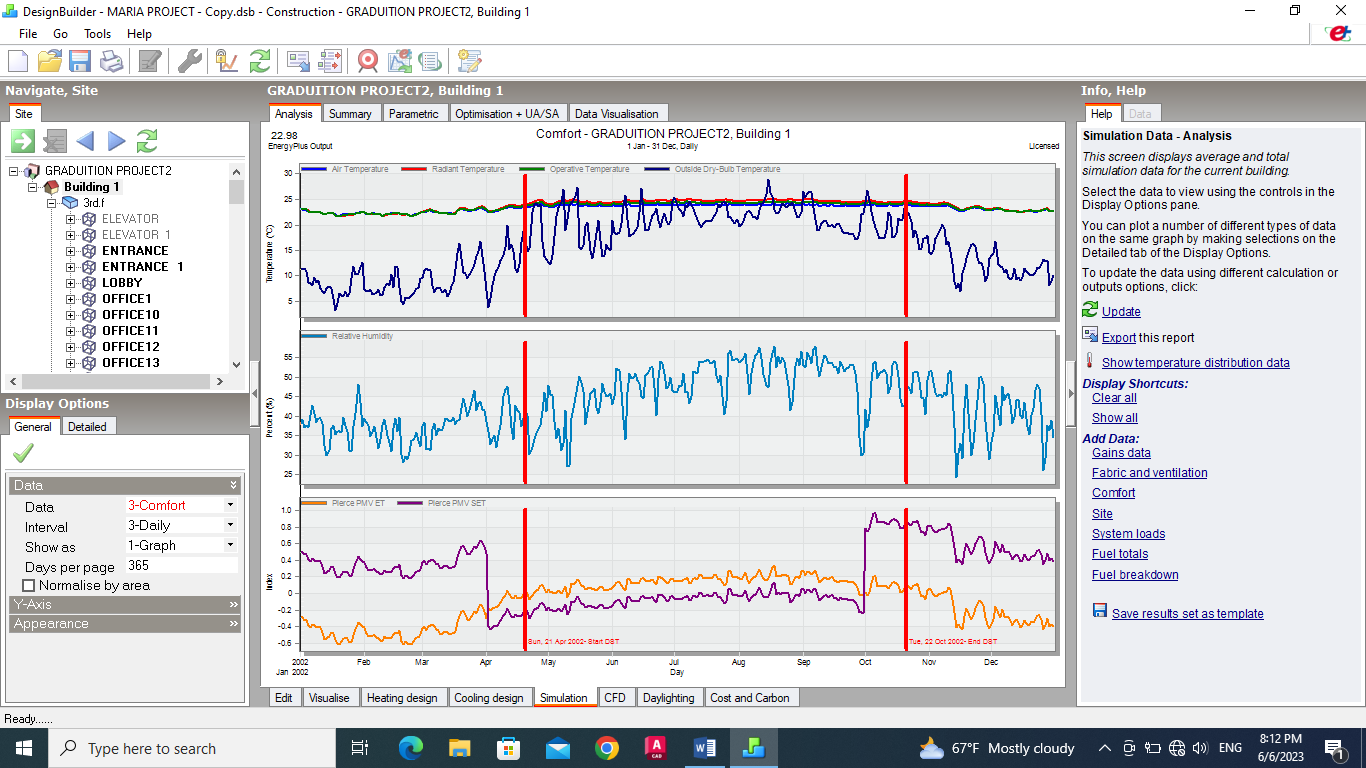 DesignBuilder - MARIA PROJECT - Copy.dsb - Construction - GRADUITION PROJECT2, Building 1
File Go Tools Help
Navigate, Site
Site
GRADUITION PROJECT2
Building 1
3rd.f
ELEVATOR
ELEVATOR 1
ENTRANCE
ENTRANCE 1
LOBBY
OFFICE1
OFFICE10
OFFICE11
OFFICE12
OFFICE13
Display Options
General Detailed
Data
Data 3-Comfort
Interval 3-Daily
Show as 1-Graph
Days per page 365
Normalise by area
Y-Axis
Appearance
GRADUITION PROJECT2, Building 1
Analysis Summary Parametric Optimisation + UA/SA Data Visualisation
22.98
EnergyPlus Output
Comfort - GRADUITION PROJECT2, Building 1
1 Jan - 31 Dec, Daily
Licensed
Air Temperature Radiant Temperature Operative Temperature Outside Dry-Bulb Temperature
Temperature (°C)
30
25
20
15
10
5
Relative Humidity
Percent (%)
55
50
45
40
35
30
25
Pierce PMV ET Pierce PMV SET
Index
1.0
0.8
0.6
0.4
0.2
0
-0.2
-0.4
-0.6
Sun, 21 Apr 2002- Start DST
Tue, 22 Oct 2002- End DST
2002 Feb Mar Apr May Jun Jul Aug Sep Oct Nov Dec
Jan 2002
Day
Edit Visualise Heating design Cooling design Simulation CFD Daylighting Cost and Carbon
Info, Help
Help Data
Simulation Data - Analysis
This screen displays average and total
simulation data for the current building.
Select the data to view using the controls in the
Display Options pane.
You can plot a number of different types of data
on the same graph by making selections on the
Detailed tab of the Display Options.
To update the data using different calculation or
outputs options, click:
Update
Export this report
Show temperature distribution data
Display Shortcuts:
Clear all
Show all
Add Data:
Gains data
Fabric and ventilation
Comfort
Site
System loads
Fuel totals
Fuel breakdown
Save results set as template
Ready......
Type here to search
67°F Mostly cloudy
ENG
8:12 PM
6/6/2023
1